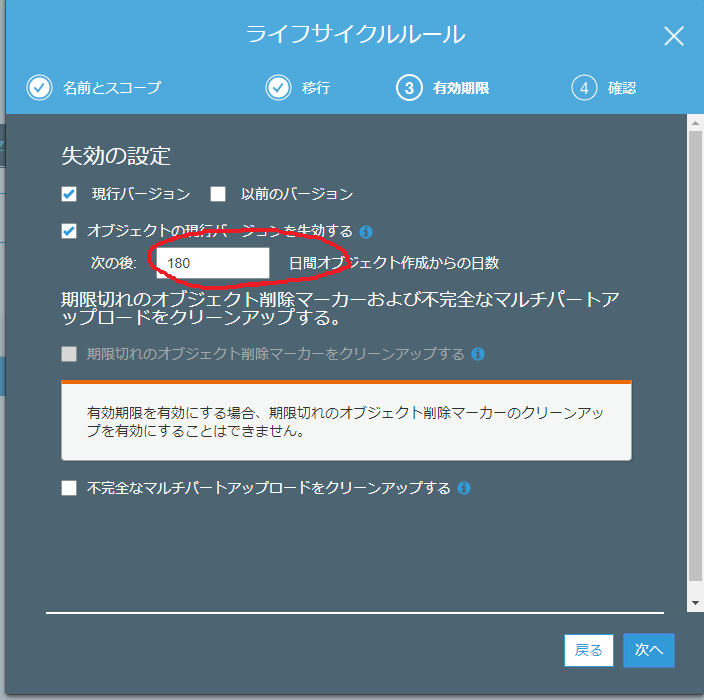 ライフサイクルルール
名前とスコープ
移行
3 有効期限
4 確認
失効の設定
現行バージョン 以前のバージョン
オブジェクトの現行バージョンを失効する
次の後: 180 日間オブジェクト作成からの日数
期限切れのオブジェクト削除マーカーおよび不完全なマルチパートア
ップロードをクリーンアップする。
期限切れのオブジェクト削除マーカーをクリーンアップする
有効期限を有効にする場合、期限切れのオブジェクト削除マーカーのクリーンアッ
プを有効にすることはできません。
不完全なマルチパートアップロードをクリーンアップする
戻る 次へ